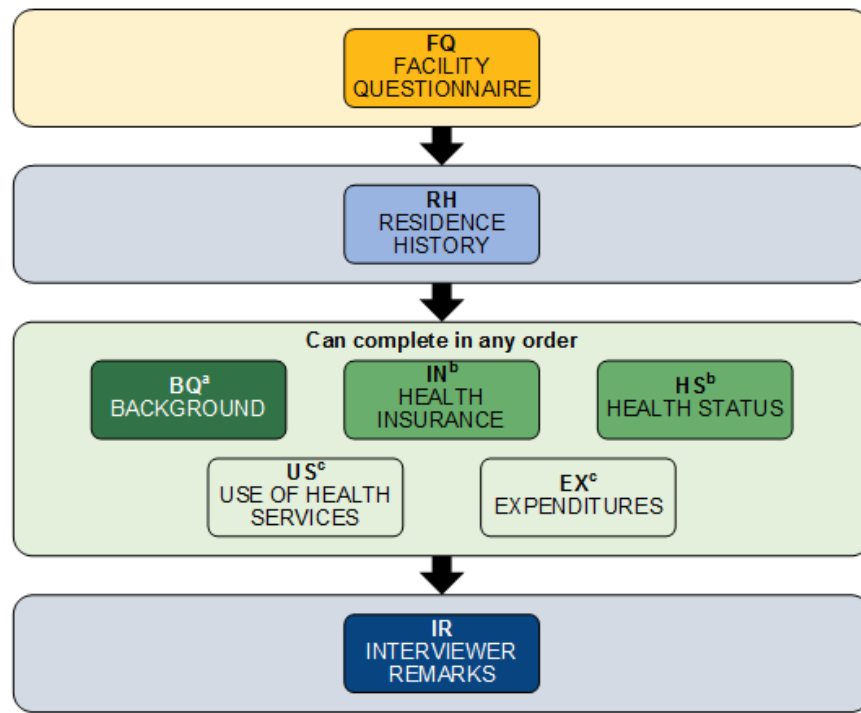 FQ
FACILITY
QUESTIONNAIRE
RH
RESIDENCE
HISTORY
Can complete in any order
BQᵃ
BACKGROUND
INᵇ
HEALTH
INSURANCE
HSᵇ
HEALTH STATUS
USᶜ
USE OF HEALTH
SERVICES
EXᶜ
EXPENDITURES
IR
INTERVIEWER
REMARKS